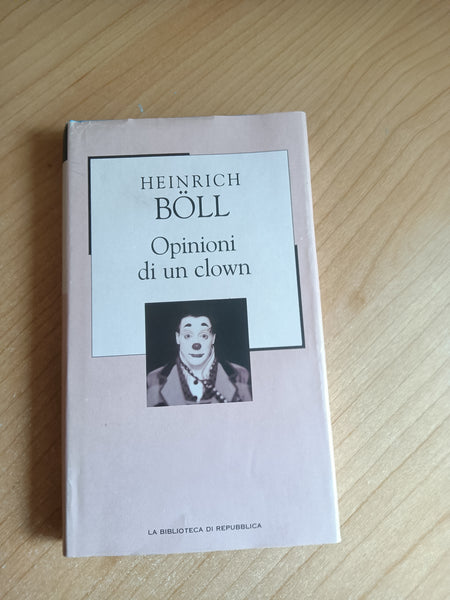 HEINRICH
BÖLL
Opinioni
di un clown
LA BIBLIOTECA DI REPUBBLICA